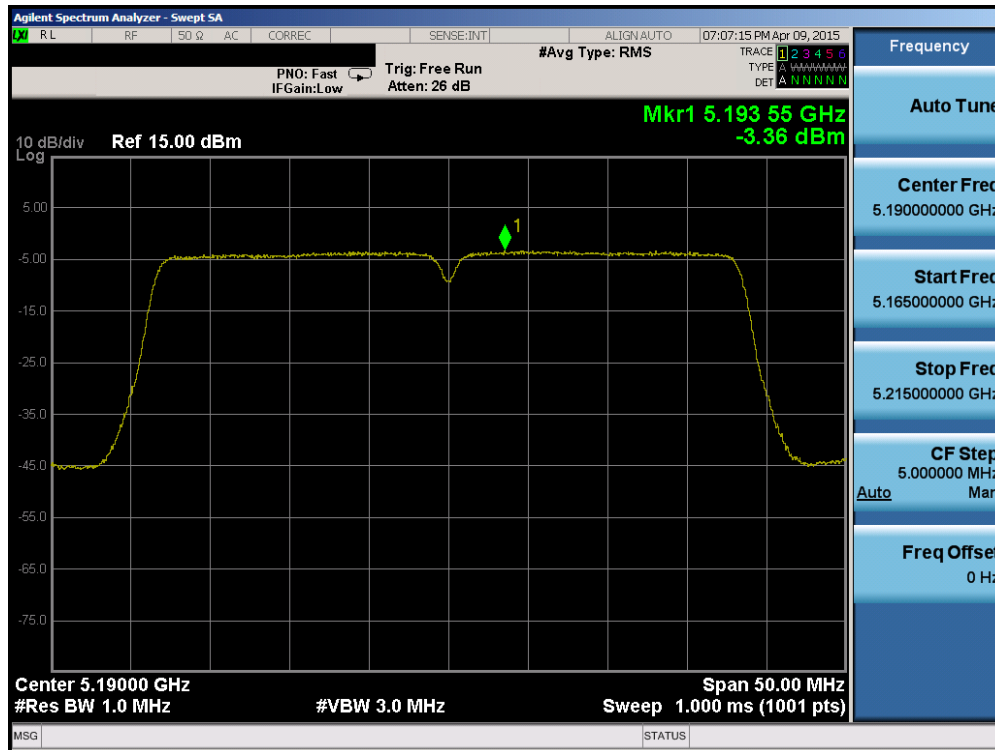 Agilent Spectrum Analyzer - Swept SA
LXI RL RF 50 Ω AC CORREC SENSE:INT ALIGN AUTO 07:07:15 PM Apr 09, 2015
#Avg Type: RMS TRACE 1 2 3 4 5 6
PNO: Fast Trig: Free Run TYPE A WWWWW
IFGain:Low Atten: 26 dB DET A N N N N N
Mkr1 5.193 55 GHz
10 dB/div Ref 15.00 dBm -3.36 dBm
Log
5.00
1
-5.00
-15.0
-25.0
-35.0
-45.0
-55.0
-65.0
-75.0
Center 5.19000 GHz Span 50.00 MHz
#Res BW 1.0 MHz #VBW 3.0 MHz Sweep 1.000 ms (1001 pts)
MSG STATUS
Frequency
Auto Tune
Center Freq
5.190000000 GHz
Start Freq
5.165000000 GHz
Stop Freq
5.215000000 GHz
CF Step
5.000000 MHz
Auto Man
Freq Offset
0 Hz